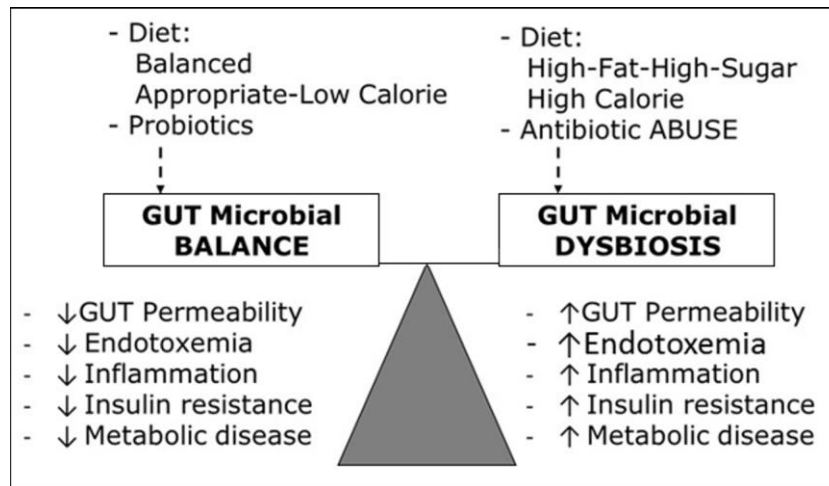 - Diet:
Balanced
Appropriate-Low Calorie
- Probiotics
GUT Microbial
BALANCE
- ↓GUT Permeability
- ↓ Endotoxemia
- ↓ Inflammation
- ↓ Insulin resistance
- ↓ Metabolic disease
- Diet:
High-Fat-High-Sugar
High Calorie
- Antibiotic ABUSE
GUT Microbial
DYSBIOSIS
- ↑GUT Permeability
- ↑Endotoxemia
- ↑ Inflammation
- ↑ Insulin resistance
- ↑ Metabolic disease